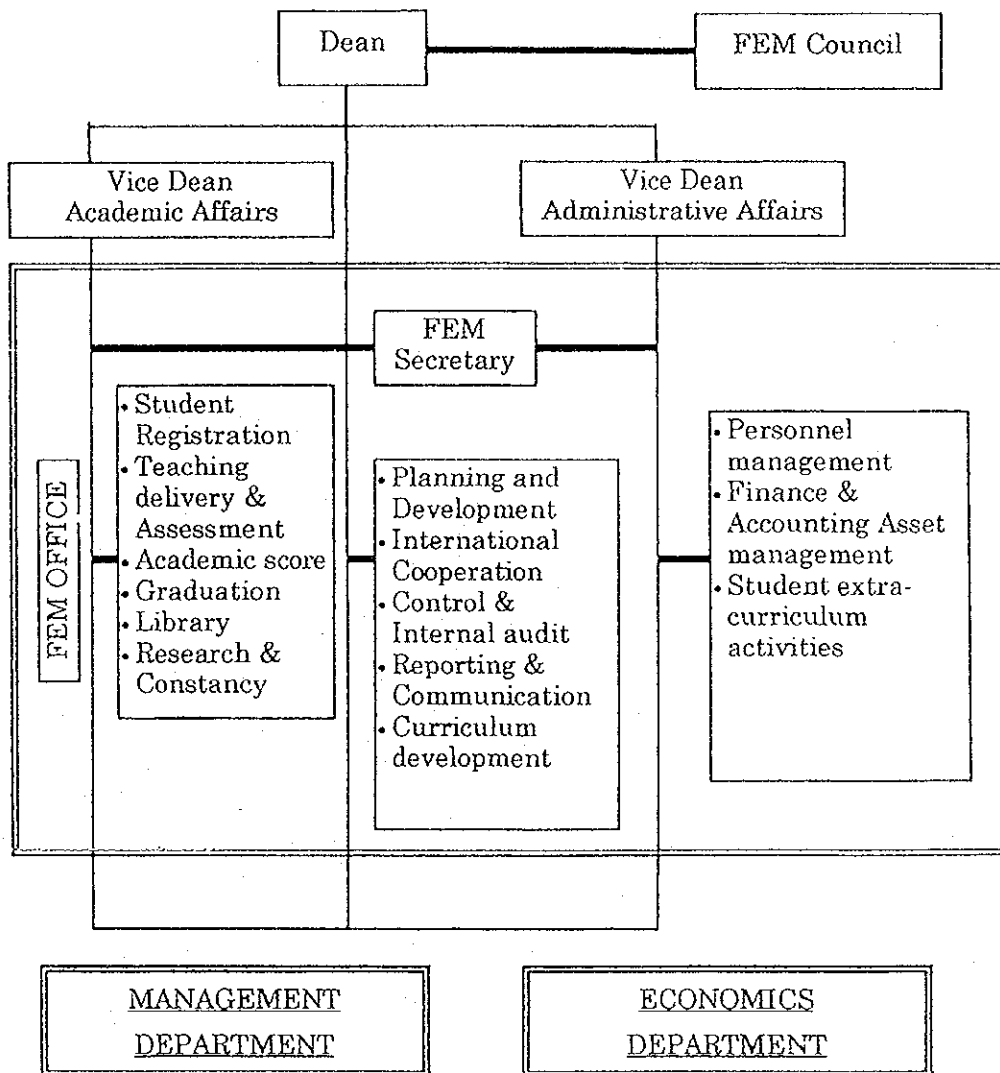 Dean
FEM Council
Vice Dean
Academic Affairs
Vice Dean
Administrative Affairs
FEM
Secretary
FEM OFFICE
• Student
Registration
• Teaching
delivery &
Assessment
• Academic score
• Graduation
• Library
• Research &
Constancy
• Planning and
Development
• International
Cooperation
• Control &
Internal audit
• Reporting &
Communication
• Curriculum
development
• Personnel
management
• Finance &
Accounting Asset
management
• Student extra-
curriculum
activities
MANAGEMENT
DEPARTMENT
ECONOMICS
DEPARTMENT